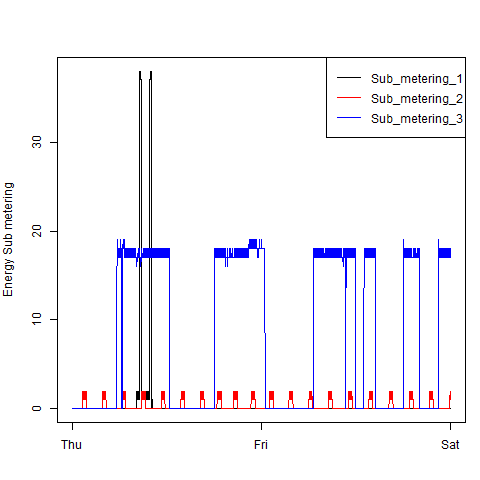 Sub_metering_1
Sub_metering_2
Sub_metering_3
Energy Sub metering
30
20
10
0
Thu Fri Sat